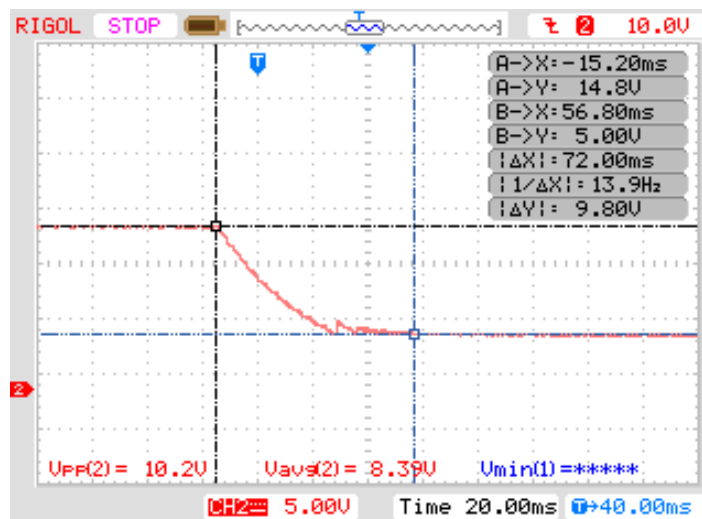 RIGOL STOP T 2 10.0V
T
A->X:-15.20ms
A->Y: 14.8V
B->X:56.80ms
B->Y: 5.00V
|ΔX|:72.00ms
|1/ΔX|: 13.9Hz
|ΔY|: 9.80V
2
Vpp(2)= 10.2V Vavg(2)= 8.39V Vmin(1)=*****
CH2 5.00V Time 20.00ms T→40.00ms